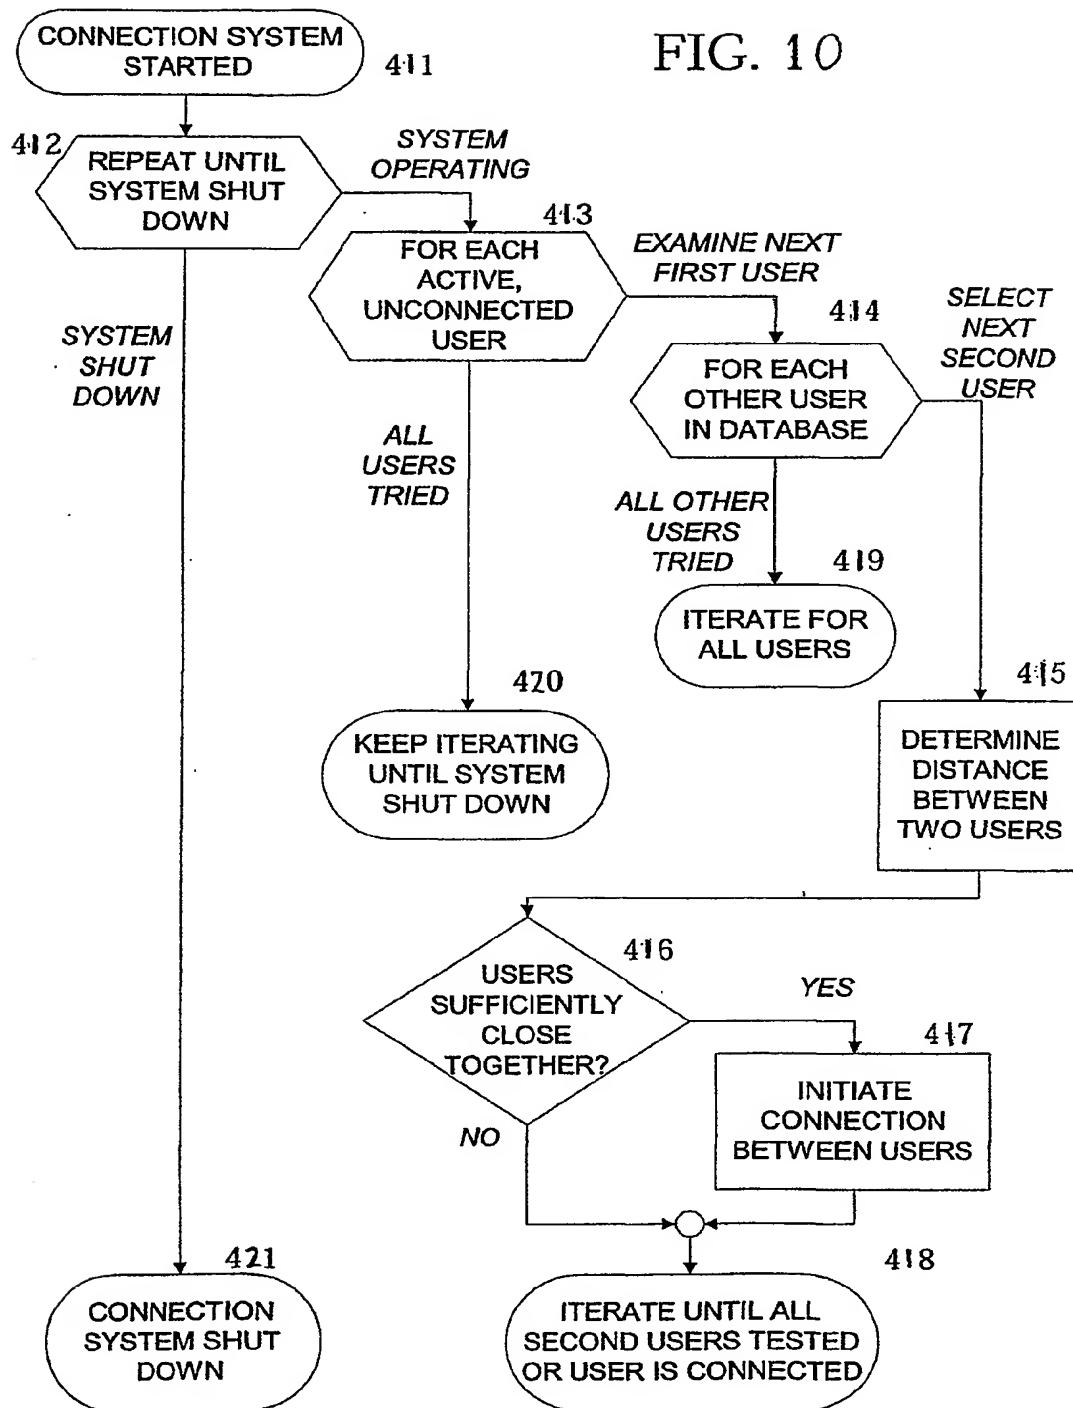 CONNECTION SYSTEM
STARTED
411
FIG. 10
412
REPEAT UNTIL
SYSTEM SHUT
DOWN
SYSTEM
OPERATING
413
FOR EACH
ACTIVE,
UNCONNECTED
USER
EXAMINE NEXT
FIRST USER
414
FOR EACH
OTHER USER
IN DATABASE
SELECT
NEXT
SECOND
USER
SYSTEM
SHUT
DOWN
ALL
USERS
TRIED
ALL OTHER
USERS
TRIED
419
ITERATE FOR
ALL USERS
415
DETERMINE
DISTANCE
BETWEEN
TWO USERS
420
KEEP ITERATING
UNTIL SYSTEM
SHUT DOWN
416
USERS
SUFFICIENTLY
CLOSE
TOGETHER?
YES
417
INITIATE
CONNECTION
BETWEEN USERS
NO
418
ITERATE UNTIL ALL
SECOND USERS TESTED
OR USER IS CONNECTED
421
CONNECTION
SYSTEM SHUT
DOWN